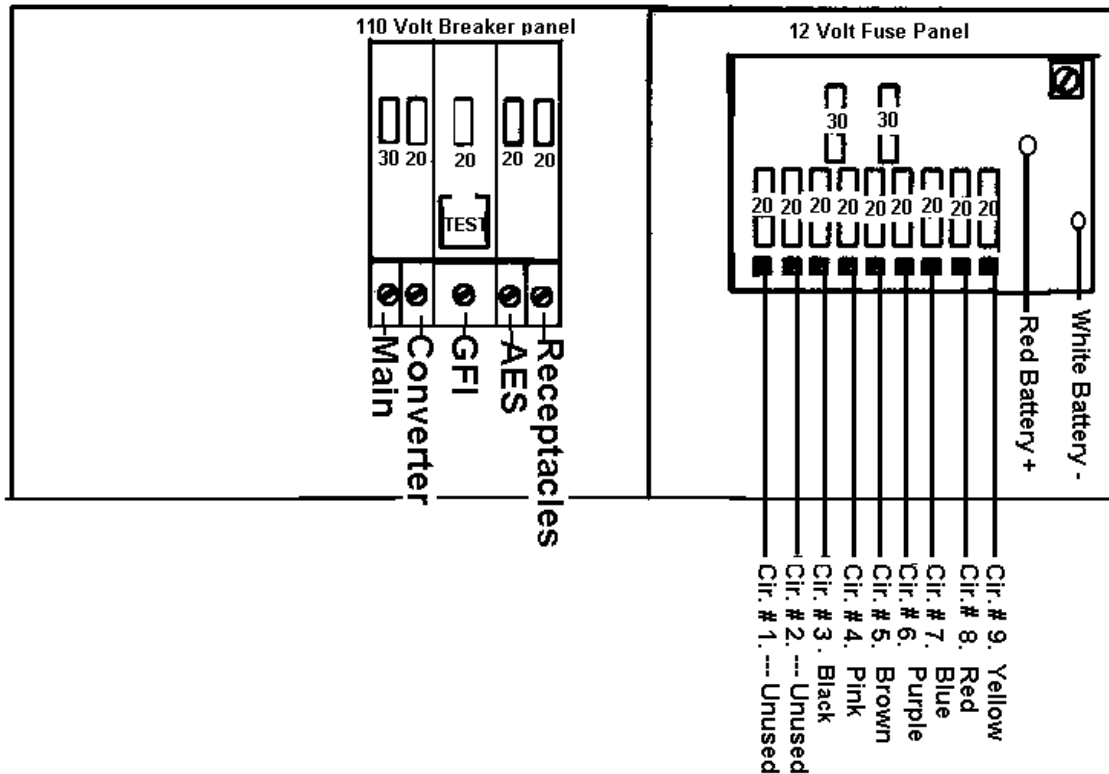 110 Volt Breaker panel
30
20
20
20
20
TEST
Main
Converter
GFI
AES
Receptacles
12 Volt Fuse Panel
30
30
20
20
20
20
20
20
20
20
20
Red Battery +
White Battery -
Cir. # 1. --- Unused
Cir. # 2. --- Unused
Cir. # 3 . Black
Cir. # 4. Pink
Cir. # 5. Brown
Cir. # 6. Purple
Cir. # 7. Blue
Cir. # 8. Red
Cir. # 9. Yellow